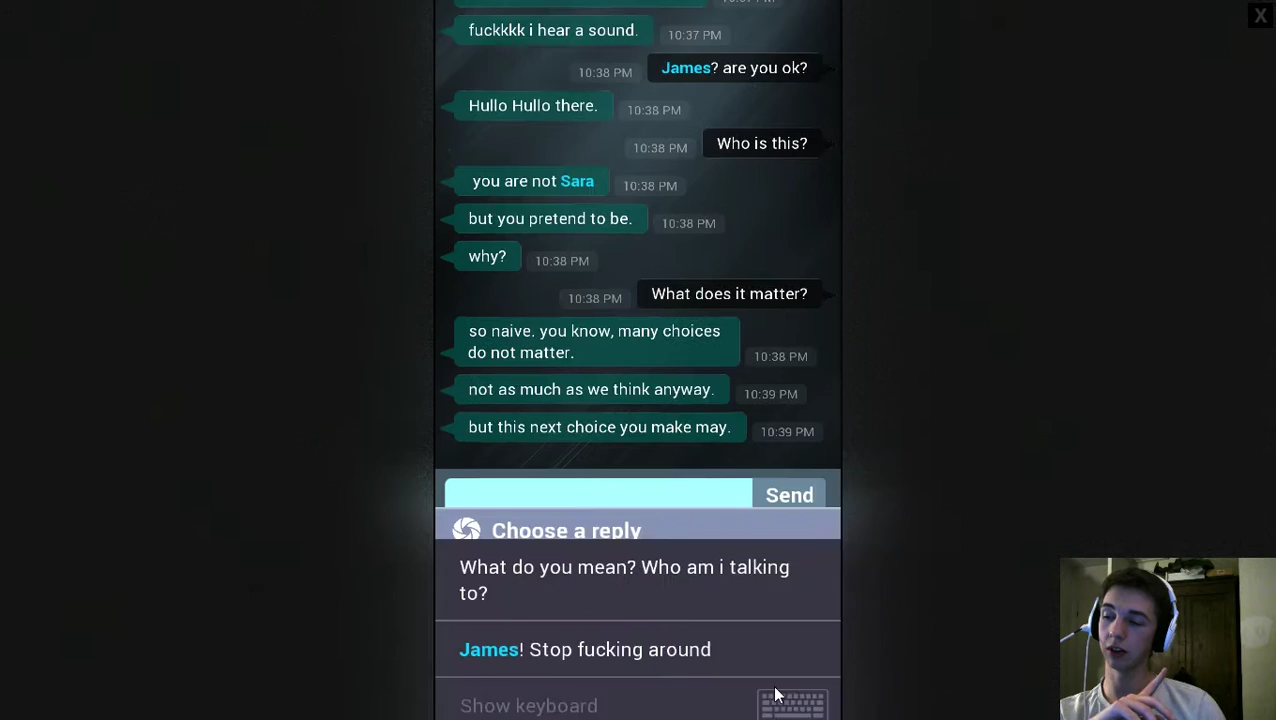 fuckkkk i hear a sound.
10:37 PM
James? are you ok?
10:38 PM
Hullo Hullo there.
10:38 PM
Who is this?
10:38 PM
you are not Sara
10:38 PM
but you pretend to be.
10:38 PM
why?
10:38 PM
What does it matter?
10:38 PM
so naive. you know, many choices
do not matter.
10:38 PM
not as much as we think anyway.
10:39 PM
but this next choice you make may.
10:39 PM
Send
Choose a reply
What do you mean? Who am i talking
to?
James! Stop fucking around
Show keyboard
X